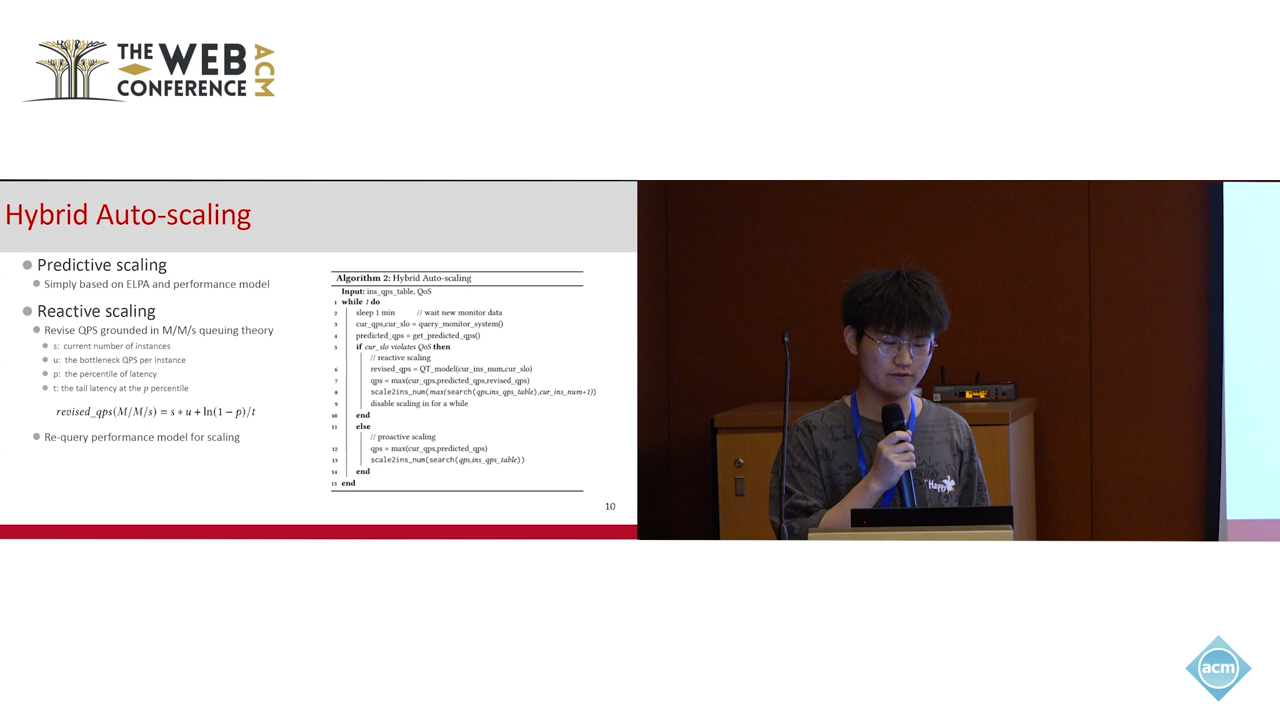 THE WEB
CONFERENCE
ACM
Hybrid Auto-scaling
Predictive scaling
Simply based on ELPA and performance model
Reactive scaling
Revise QPS grounded in M/M/s queuing theory
s: current number of instances
u: the bottleneck QPS per instance
p: the percentile of latency
t: the tail latency at the p percentile
revised_qps(M/M/s) = s * u + ln(1 − p)/t
Re-query performance model for scaling
Algorithm 2: Hybrid Auto-scaling
Input: ins_qps_table, QoS
1 while 1 do
2 sleep 1 min // wait new monitor data
3 cur_qps,cur_slo = query_monitor_system()
4 predicted_qps = get_predicted_qps()
5 if cur_slo violates QoS then
// reactive scaling
6 revised_qps = QT_model(cur_ins_num,cur_slo)
7 qps = max(cur_qps,predicted_qps,revised_qps)
8 scale2ins_num(max(search(qps,ins_qps_table),cur_ins_num+1))
9 disable scaling in for a while
10 end
11 else
// proactive scaling
12 qps = max(cur_qps,predicted_qps)
13 scale2ins_num(search(qps,ins_qps_table))
14 end
15 end
10
Happy
acm